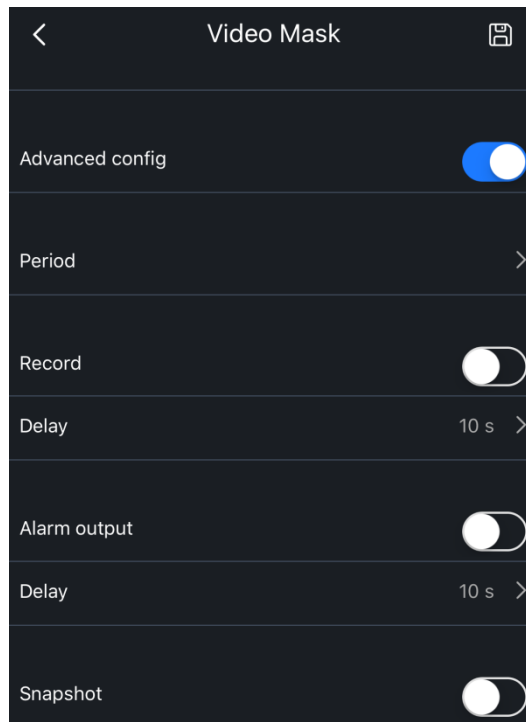 Video Mask
Advanced config
Period
Record
Delay 10 s
Alarm output
Delay 10 s
Snapshot